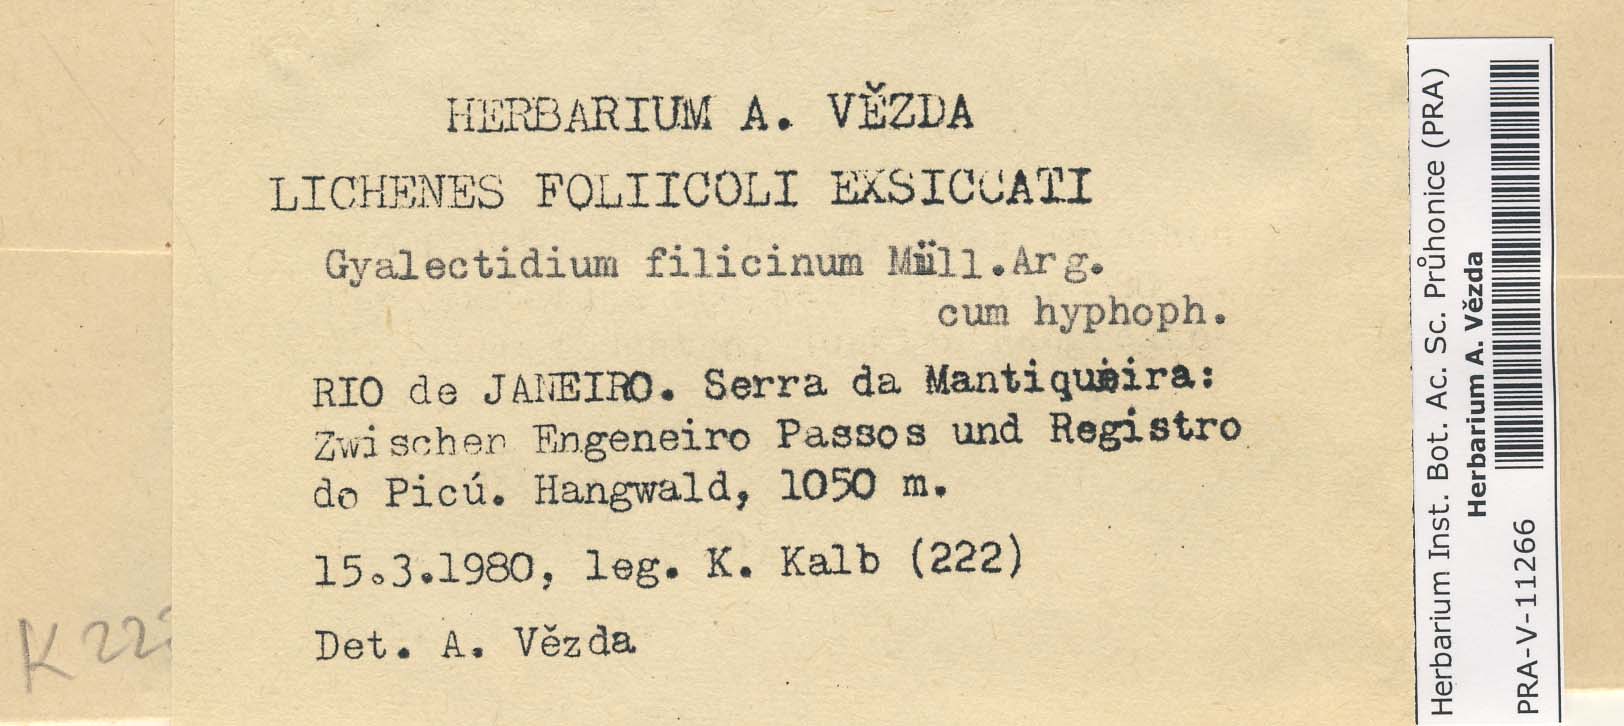 HERBARIUM A. VĚZDA
LICHENES FOLIICOLI EXSICCATI
Gyalectidium filicinum Müll.Arg.
cum hyphoph.
RIO de JANEIRO. Serra da Mantiqueira:
Zwischen Engeneiro Passos und Registro
do Picú. Hangwald, 1050 m.
15.3.1980, leg. K. Kalb (222)
Det. A. Vězda
K 222
Herbarium Inst. Bot. Ac. Sc. Průhonice (PRA)
Herbarium A. Vězda
PRA-V-11266